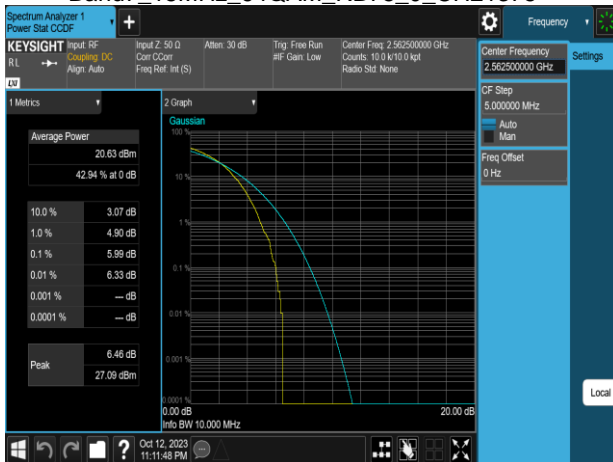 Spectrum Analyzer 1
Power Stat CCDF
Frequency
KEYSIGHT
RL
Input: RF
Coupling: DC
Align: Auto
Input Z: 50 Ω
Corr CCorr
Freq Ref: Int (S)
Atten: 30 dB
Trig: Free Run
#IF Gain: Low
Center Freq: 2.562500000 GHz
Counts: 10.0 k/10.0 kpt
Radio Std: None
LXI
Center Frequency
2.562500000 GHz
Settings
CF Step
5.000000 MHz
Auto
Man
Freq Offset
0 Hz
1 Metrics
Average Power
20.63 dBm
42.94 % at 0 dB
10.0 % 3.07 dB
1.0 % 4.90 dB
0.1 % 5.99 dB
0.01 % 6.33 dB
0.001 % --- dB
0.0001 % --- dB
Peak
6.46 dB
27.09 dBm
2 Graph
Gaussian
100 %
10 %
1 %
0.1 %
0.01 %
0.001 %
0.0001 %
0.00 dB 20.00 dB
Info BW 10.000 MHz
Local
?
Oct 12, 2023
11:11:48 PM